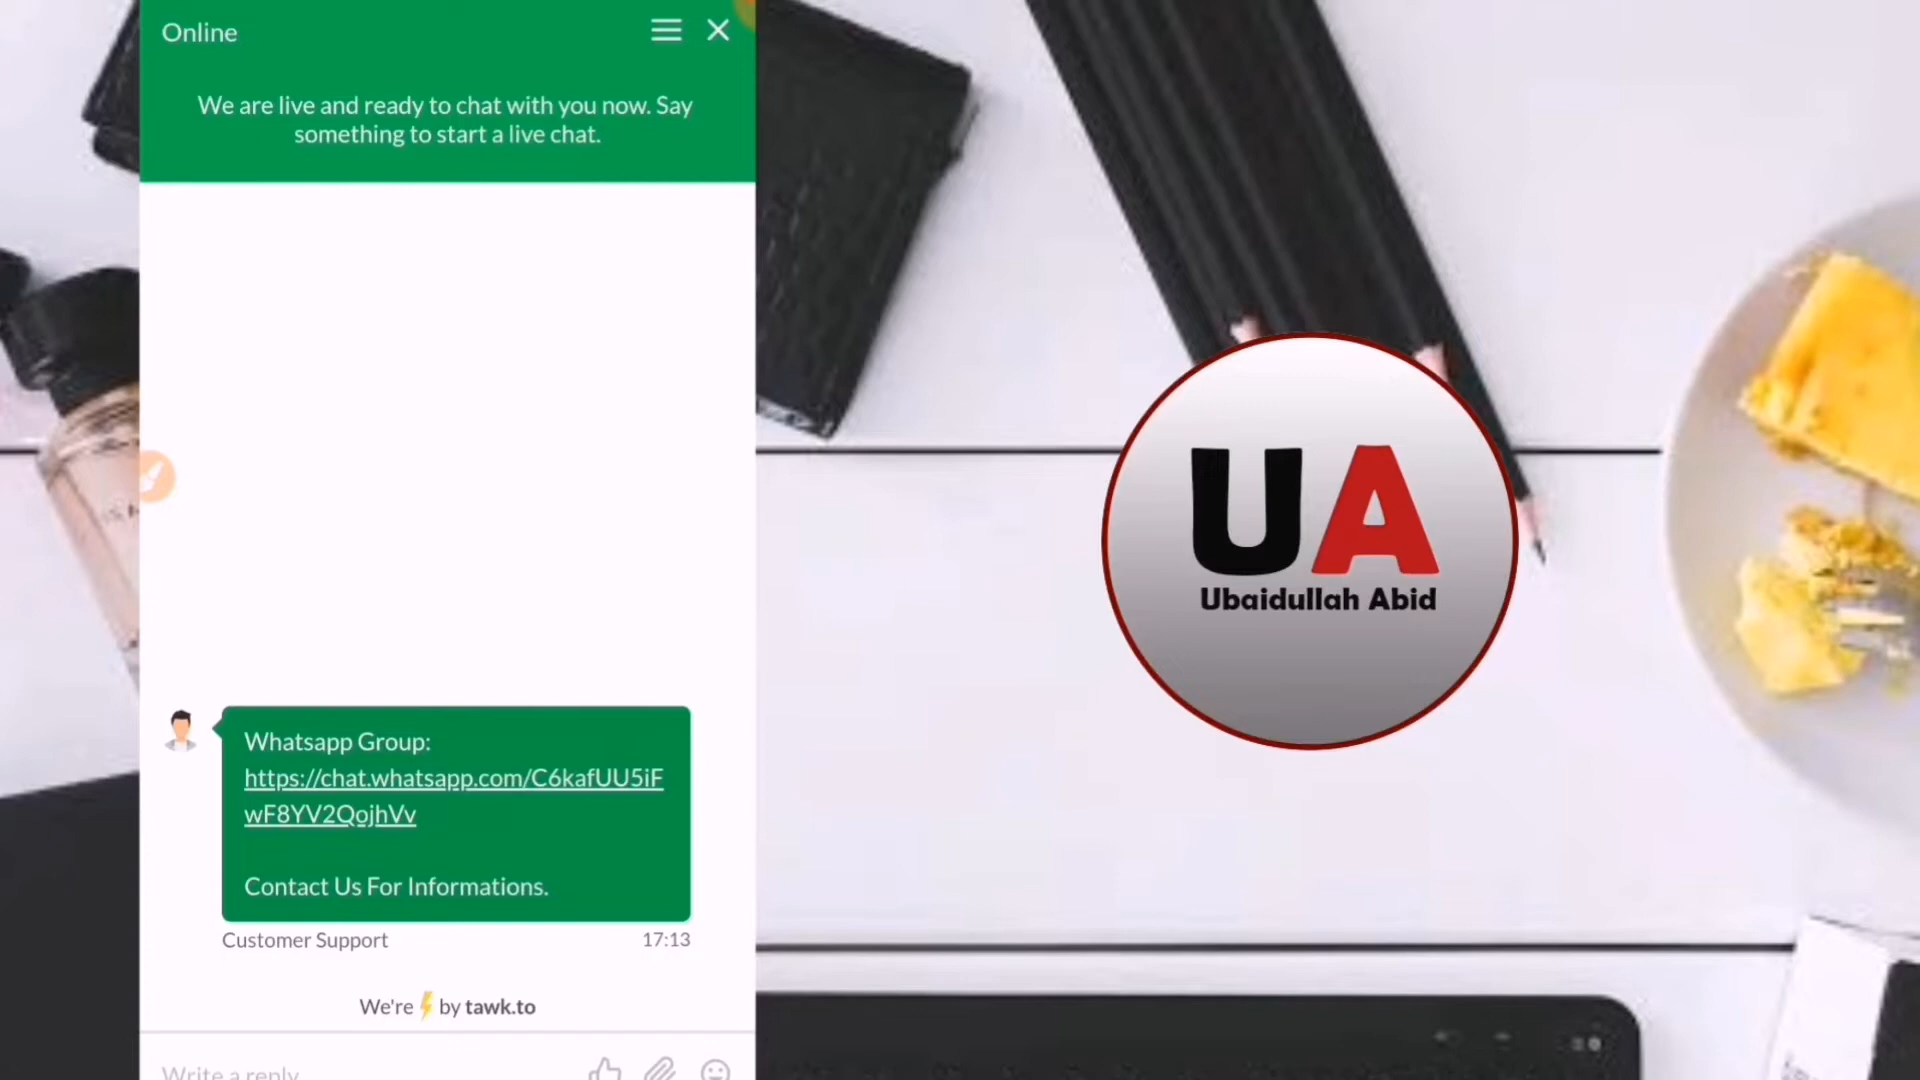 Online
We are live and ready to chat with you now. Say
something to start a live chat.
Whatsapp Group:
https://chat.whatsapp.com/C6kafUU5iF
wF8YV2QojhVv
Contact Us For Informations.
Customer Support 17:13
We're ⚡ by tawk.to
Write a reply
UA
Ubaidullah Abid